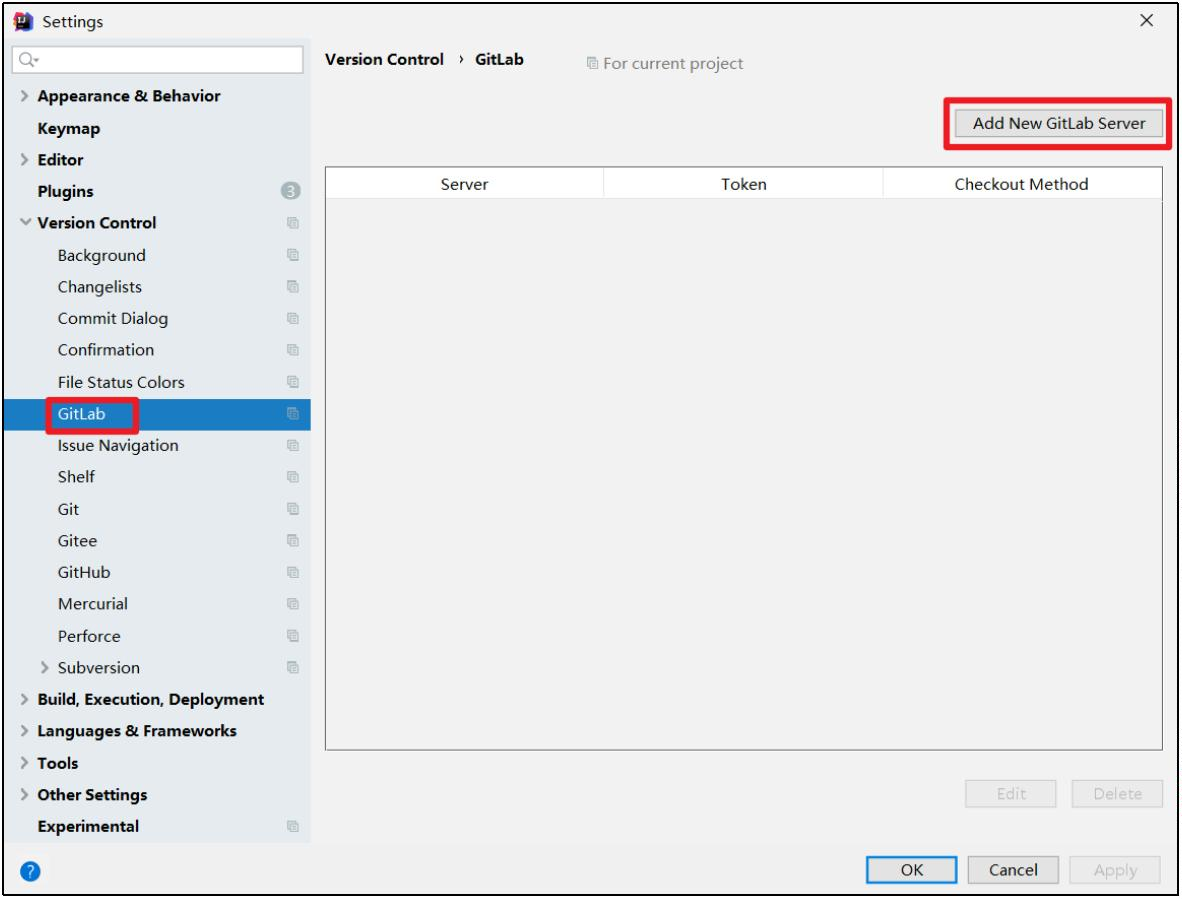 Settings
Version Control › GitLab For current project
Appearance & Behavior
Keymap
Editor
Plugins 3
Version Control
Background
Changelists
Commit Dialog
Confirmation
File Status Colors
GitLab
Issue Navigation
Shelf
Git
Gitee
GitHub
Mercurial
Perforce
Subversion
Build, Execution, Deployment
Languages & Frameworks
Tools
Other Settings
Experimental
Add New GitLab Server
Server Token Checkout Method
Edit Delete
? OK Cancel Apply